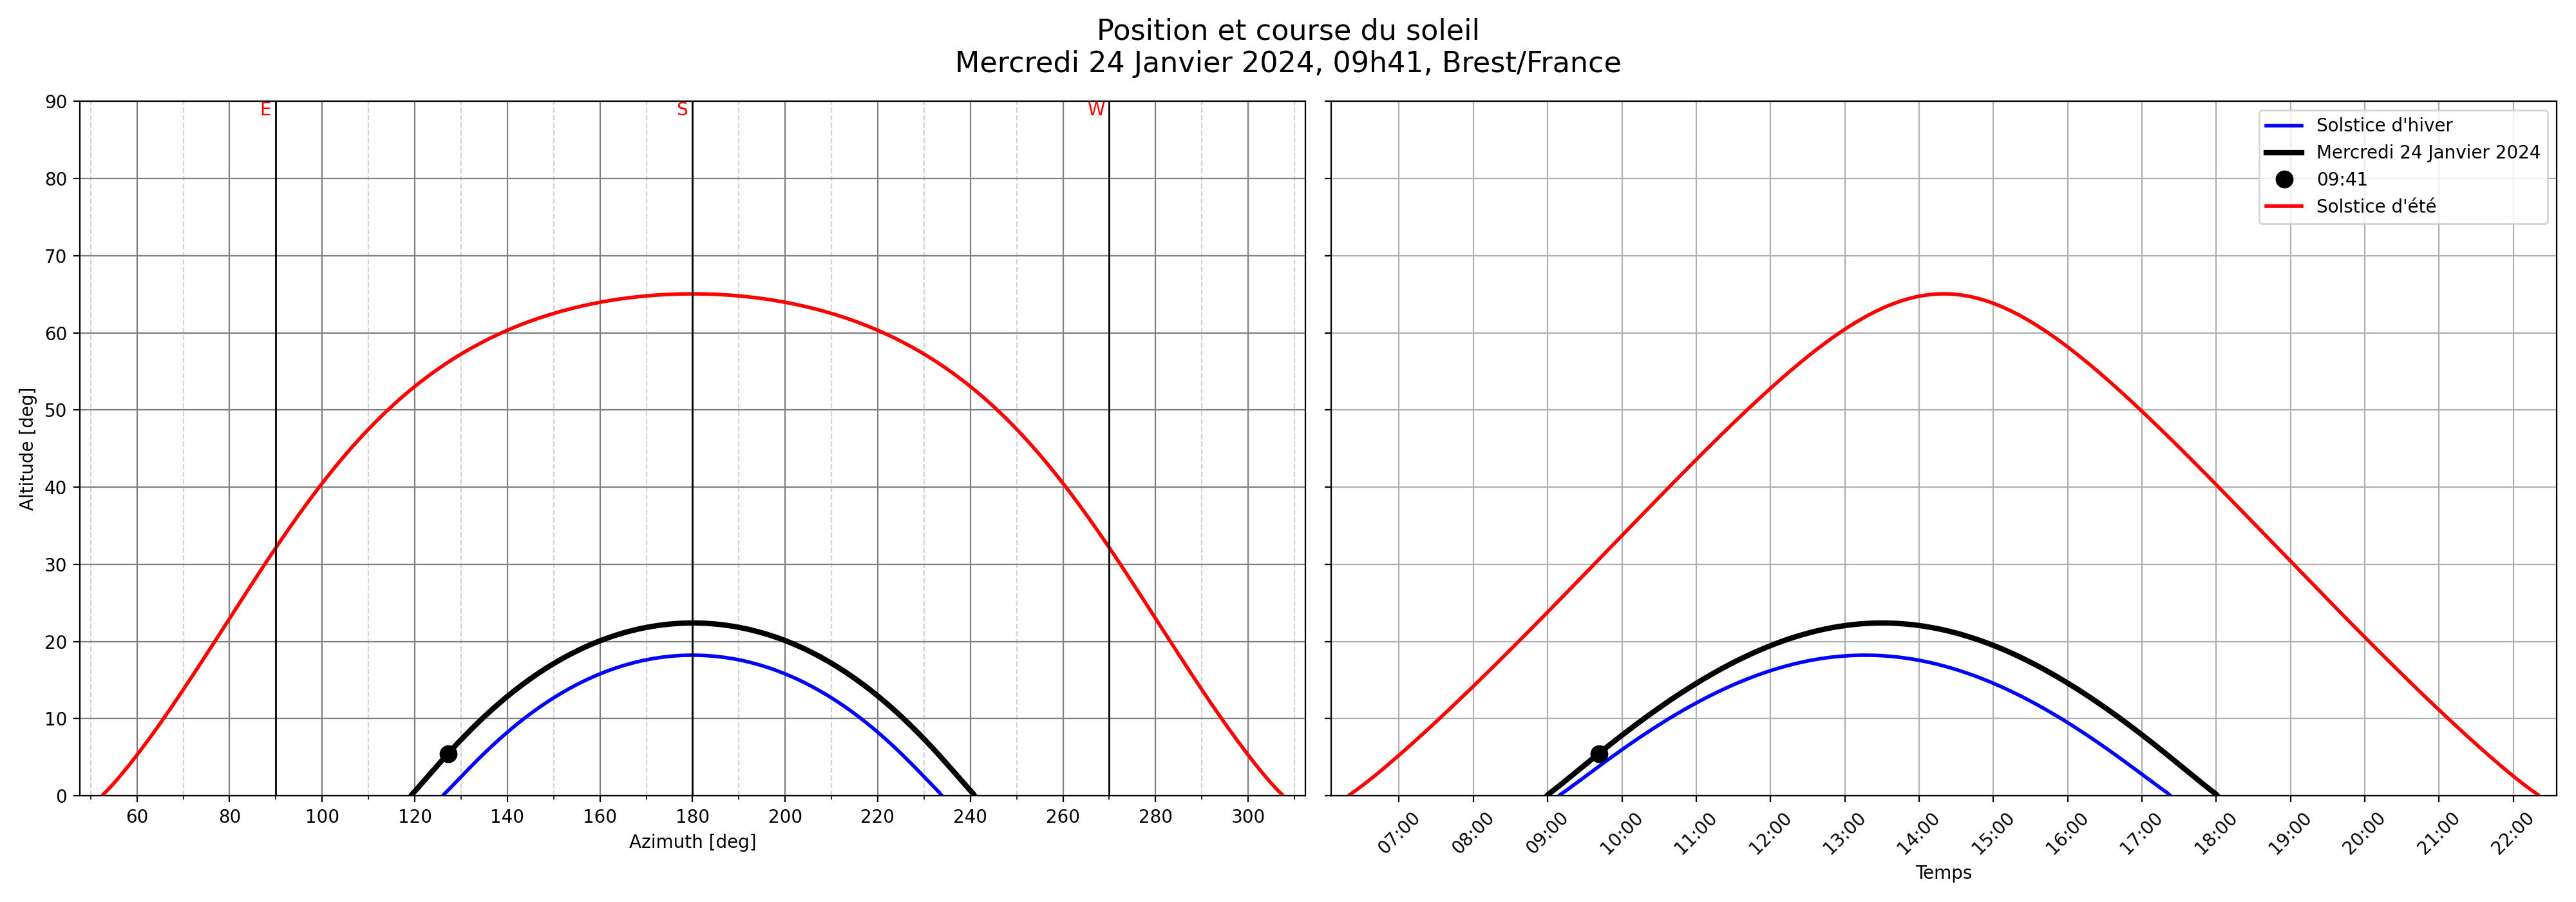 Position et course du soleil
Mercredi 24 Janvier 2024, 09h41, Brest/France
E
S
W
90
80
70
60
50
40
30
20
10
0
Altitude [deg]
60 80 100 120 140 160 180 200 220 240 260 280 300
Azimuth [deg]
Solstice d'hiver
Mercredi 24 Janvier 2024
09:41
Solstice d'été
07:00 08:00 09:00 10:00 11:00 12:00 13:00 14:00 15:00 16:00 17:00 18:00 19:00 20:00 21:00 22:00
Temps